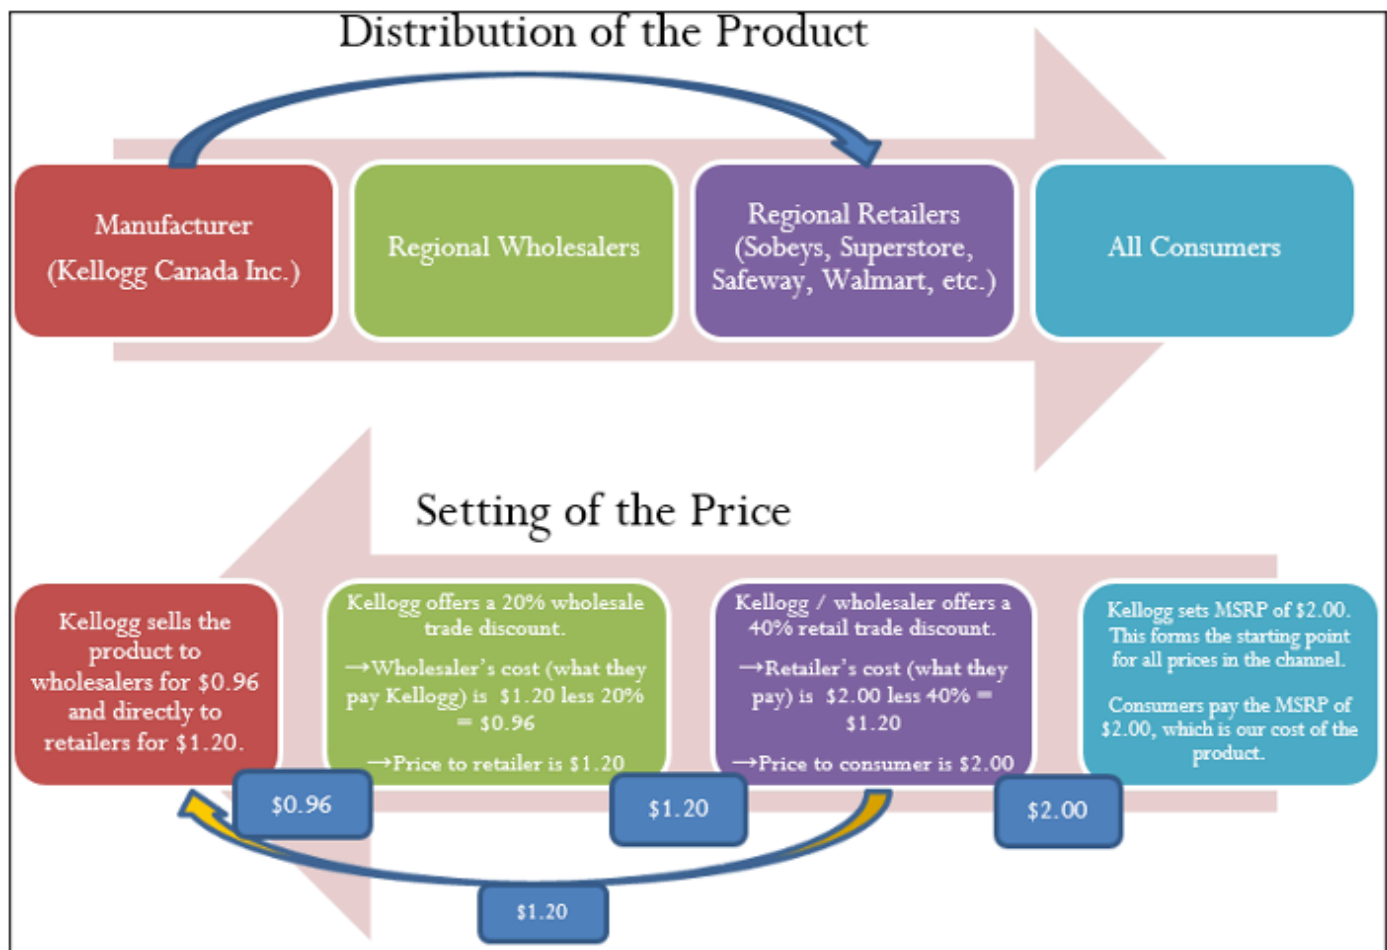 Distribution of the Product
Manufacturer
(Kellogg Canada Inc.)
Regional Wholesalers
Regional Retailers
(Sobeys, Superstore,
Safeway, Walmart, etc.)
All Consumers
Setting of the Price
Kellogg sells the
product to
wholesalers for $0.96
and directly to
retailers for $1.20.
Kellogg offers a 20% wholesale
trade discount.
→Wholesaler's cost (what they
pay Kellogg) is $1.20 less 20%
= $0.96
→Price to retailer is $1.20
Kellogg / wholesaler offers a
40% retail trade discount.
→Retailer's cost (what they
pay) is $2.00 less 40% =
$1.20
→Price to consumer is $2.00
Kellogg sets MSRP of $2.00.
This forms the starting point
for all prices in the channel.
Consumers pay the MSRP of
$2.00, which is our cost of the
product.
$0.96
$1.20
$2.00
$1.20